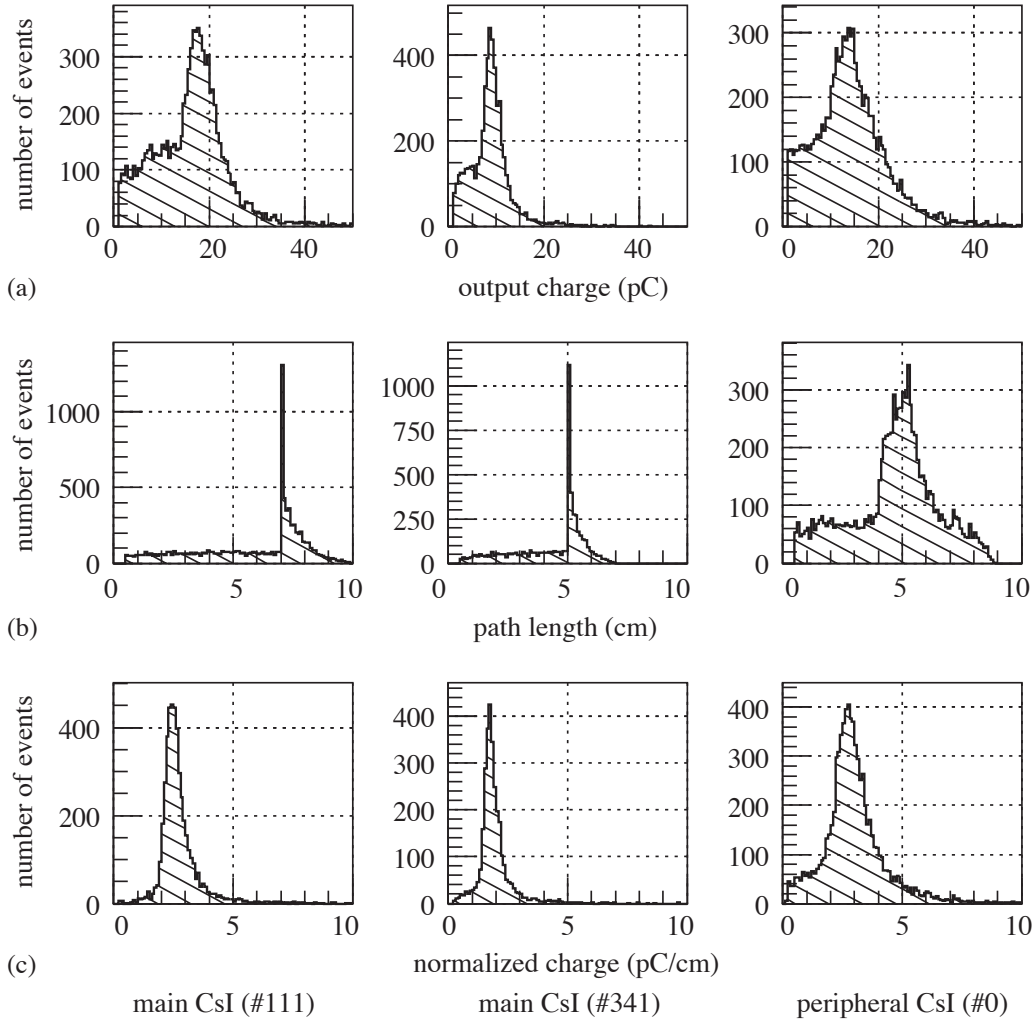 number of events
300
200
100
0
0 20 40
400
200
0
0 20 40
300
200
100
0
0 20 40
(a)
output charge (pC)
number of events
1000
500
0
0 5 10
1000
750
500
250
0
0 5 10
300
200
100
0
0 5 10
(b)
path length (cm)
number of events
400
200
0
0 5 10
400
300
200
100
0
0 5 10
400
300
200
100
0
0 5 10
(c)
normalized charge (pC/cm)
main CsI (#111) main CsI (#341) peripheral CsI (#0)